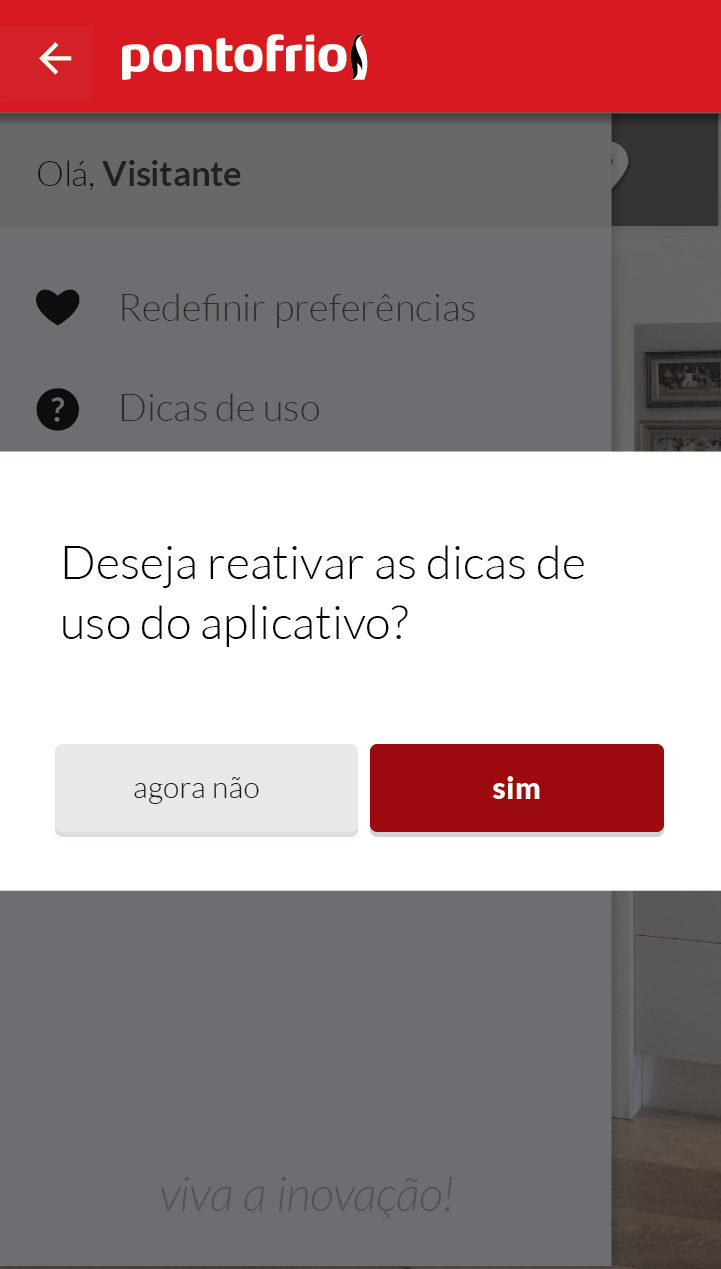 pontofrio
Olá, Visitante
Redefinir preferências
? Dicas de uso
Deseja reativar as dicas de
uso do aplicativo?
agora não
sim
viva a inovação!